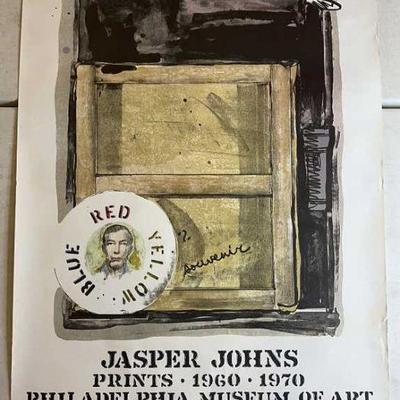 RED YELLOW BLUE
souvenir
JASPER JOHNS
PRINTS · 1960 · 1970
PHILADELPHIA MUSEUM OF ART